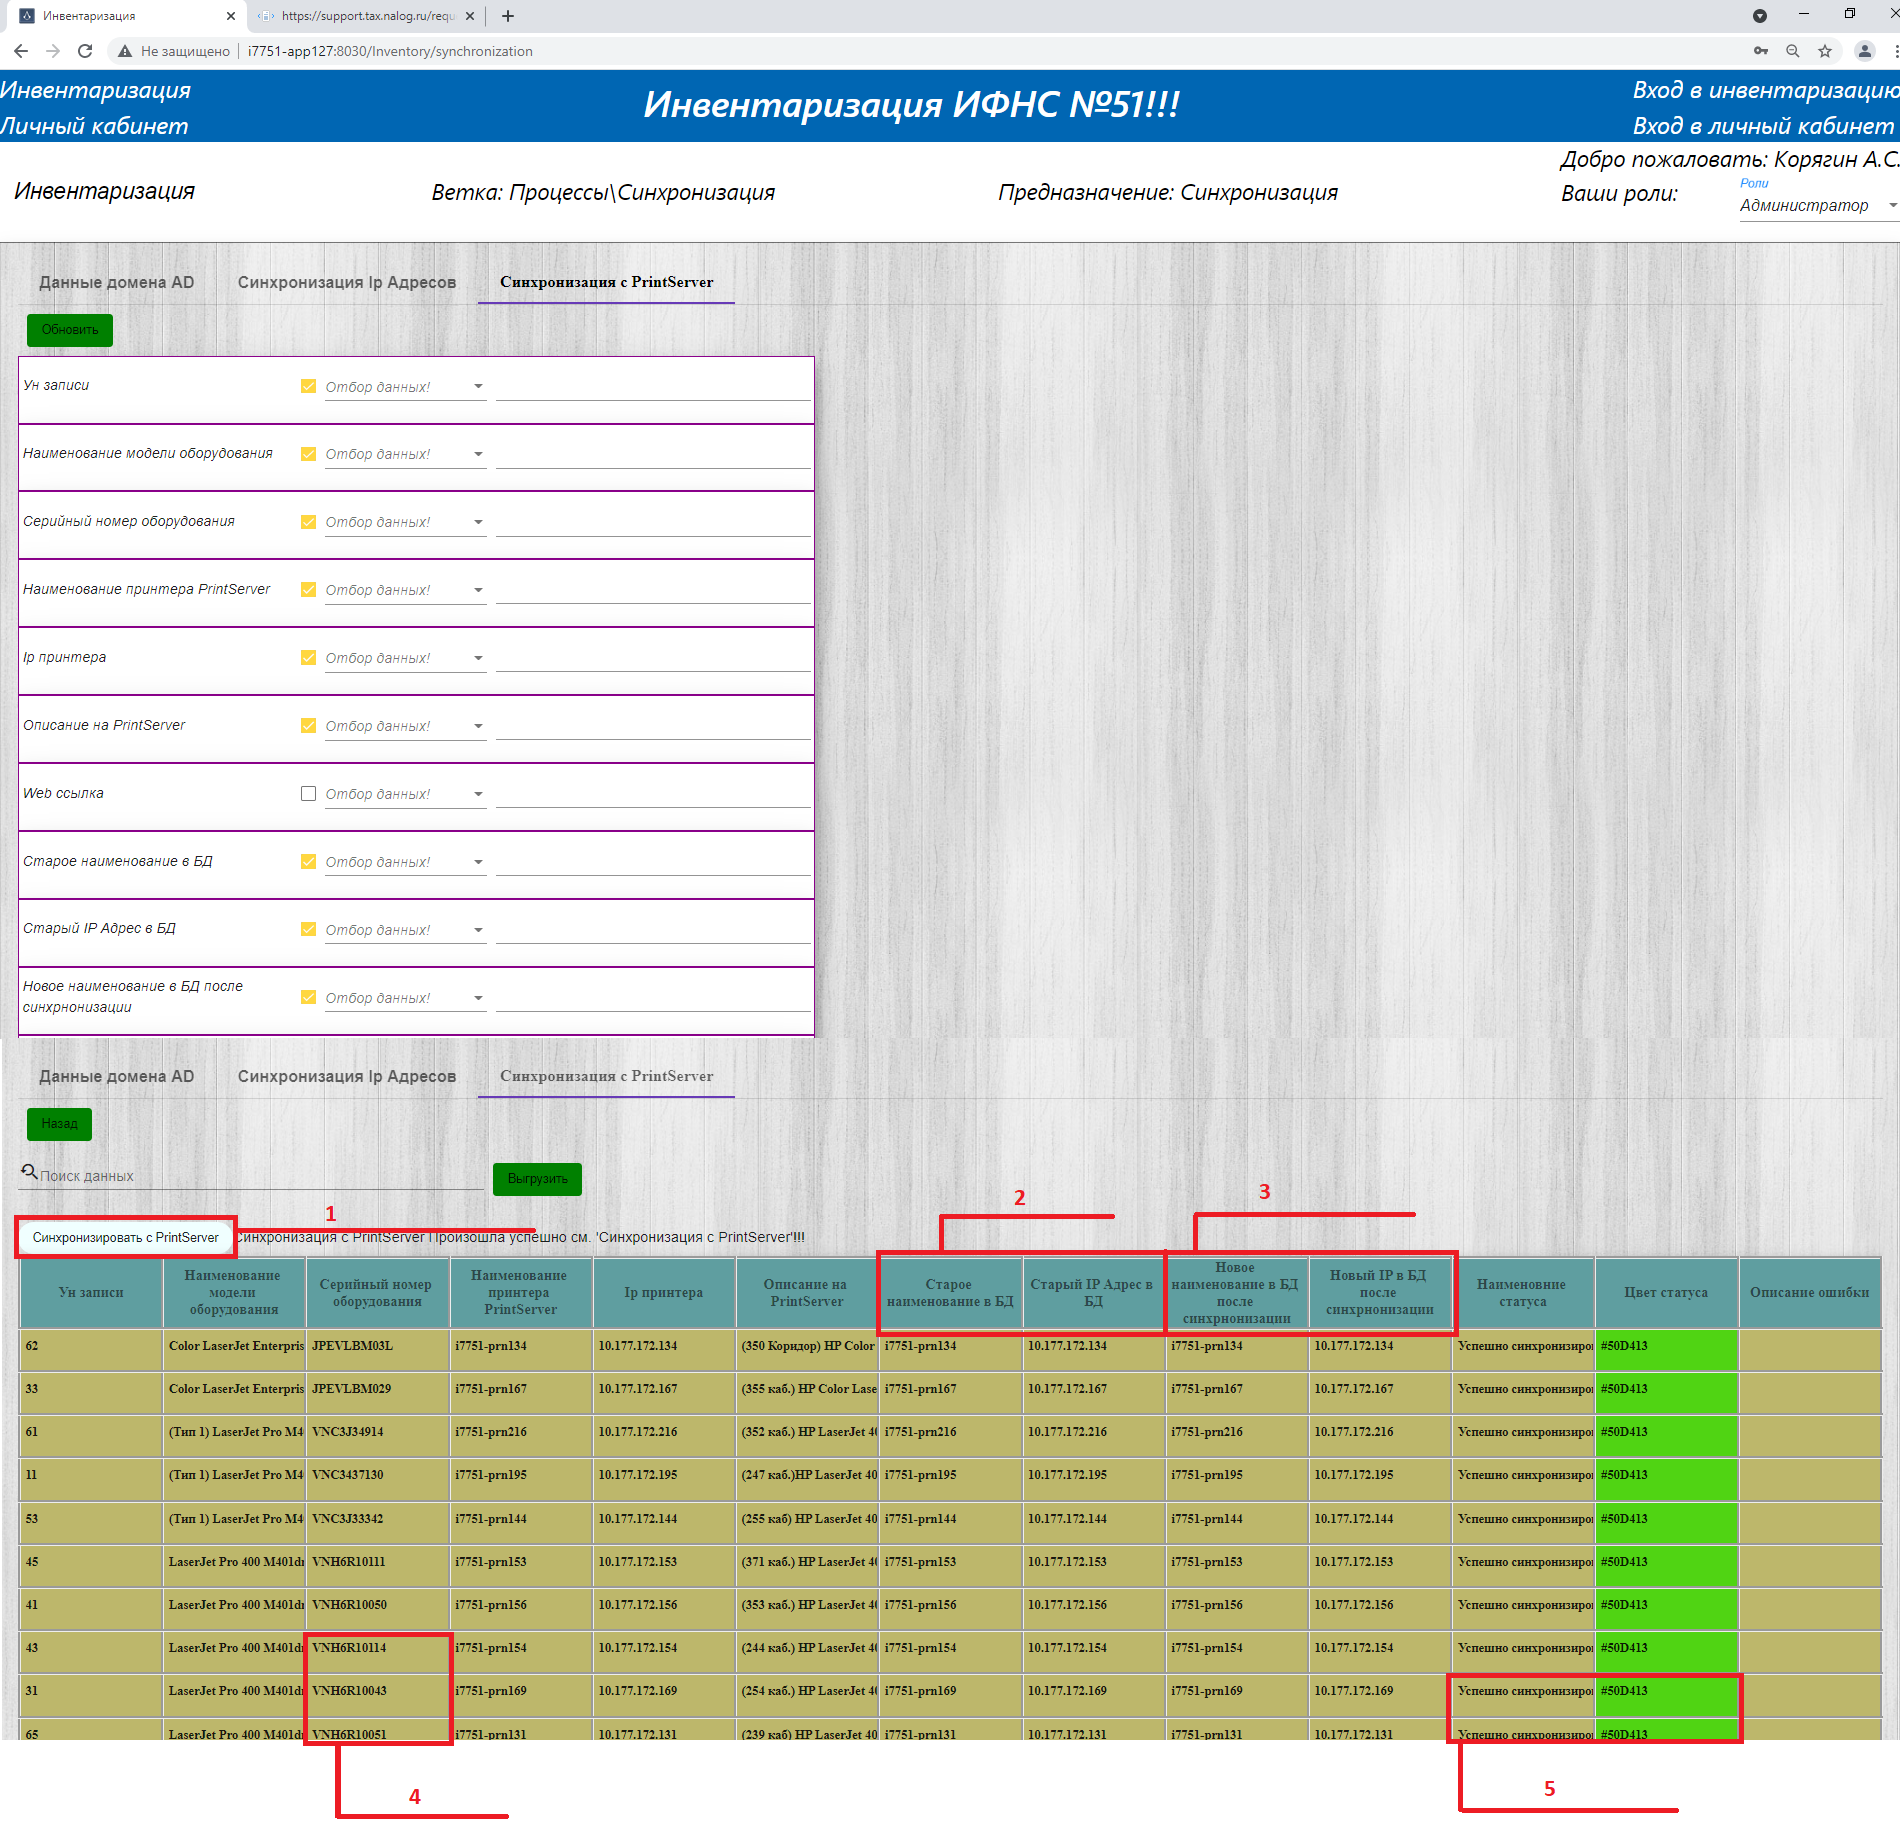 Инвентаризация
https://support.tax.nalog.ru/requ
Не защищено
i7751-app127:8030/Inventory/synchronization
Инвентаризация
Личный кабинет
Инвентаризация ИФНС №51!!!
Вход в инвентаризацию
Вход в личный кабинет
Добро пожаловать: Корягин А.С.
Инвентаризация
Ветка: Процессы\Синхронизация
Предназначение: Синхронизация
Ваши роли:
Роли
Администратор
Данные домена AD Синхронизация Ip Адресов Синхронизация с PrintServer
Обновить
Ун записи Отбор данных!
Наименование модели оборудования Отбор данных!
Серийный номер оборудования Отбор данных!
Наименование принтера PrintServer Отбор данных!
Ip принтера Отбор данных!
Описание на PrintServer Отбор данных!
Web ссылка Отбор данных!
Старое наименование в БД Отбор данных!
Старый IP Адрес в БД Отбор данных!
Новое наименование в БД после
синхрнонизации Отбор данных!
Данные домена AD Синхронизация Ip Адресов Синхронизация с PrintServer
Назад
Поиск данных
Выгрузить
1
2
3
Синхронизировать с PrintServer
Синхронизация с PrintServer Произошла успешно см. 'Синхронизация с PrintServer'!!!
Ун записи
Наименование
модели
оборудования
Серийный номер
оборудования
Наименование
принтера
PrintServer
Ip принтера
Описание на
PrintServer
Старое
наименование в БД
Старый IP Адрес в
БД
Новое
наименование в БД
после
синхрнонизации
Новый IP в БД
после
синхрнонизации
Наименовние
статуса
Цвет статуса
Описание ошибки
62 Color LaserJet Enterpris JPEVLBM03L i7751-prn134 10.177.172.134 (350 Коридор) HP Color i7751-prn134 10.177.172.134 i7751-prn134 10.177.172.134 Успешно синхронизиро #50D413
33 Color LaserJet Enterpris JPEVLBM029 i7751-prn167 10.177.172.167 (355 каб.) HP Color Lase i7751-prn167 10.177.172.167 i7751-prn167 10.177.172.167 Успешно синхронизиро #50D413
61 (Тип 1) LaserJet Pro M4 VNC3J34914 i7751-prn216 10.177.172.216 (352 каб.) HP LaserJet 40 i7751-prn216 10.177.172.216 i7751-prn216 10.177.172.216 Успешно синхронизиро #50D413
11 (Тип 1) LaserJet Pro M4 VNC3437130 i7751-prn195 10.177.172.195 (247 каб.)HP LaserJet 40 i7751-prn195 10.177.172.195 i7751-prn195 10.177.172.195 Успешно синхронизиро #50D413
53 (Тип 1) LaserJet Pro M4 VNC3J33342 i7751-prn144 10.177.172.144 (255 каб) HP LaserJet 40 i7751-prn144 10.177.172.144 i7751-prn144 10.177.172.144 Успешно синхронизиро #50D413
45 LaserJet Pro 400 M401d VNH6R10111 i7751-prn153 10.177.172.153 (371 каб.) HP LaserJet 4 i7751-prn153 10.177.172.153 i7751-prn153 10.177.172.153 Успешно синхронизиро #50D413
41 LaserJet Pro 400 M401d VNH6R10050 i7751-prn156 10.177.172.156 (353 каб.) HP LaserJet 4 i7751-prn156 10.177.172.156 i7751-prn156 10.177.172.156 Успешно синхронизиро #50D413
43 LaserJet Pro 400 M401d VNH6R10114 i7751-prn154 10.177.172.154 (244 каб.) HP LaserJet 4 i7751-prn154 10.177.172.154 i7751-prn154 10.177.172.154 Успешно синхронизиро #50D413
31 LaserJet Pro 400 M401d VNH6R10043 i7751-prn169 10.177.172.169 (254 каб.) HP LaserJet 4 i7751-prn169 10.177.172.169 i7751-prn169 10.177.172.169 Успешно синхронизиро #50D413
65 LaserJet Pro 400 M401d VNH6R10051 i7751-prn131 10.177.172.131 (239 каб) HP LaserJet 4 i7751-prn131 10.177.172.131 i7751-prn131 10.177.172.131 Успешно синхронизиро #50D413
4
5